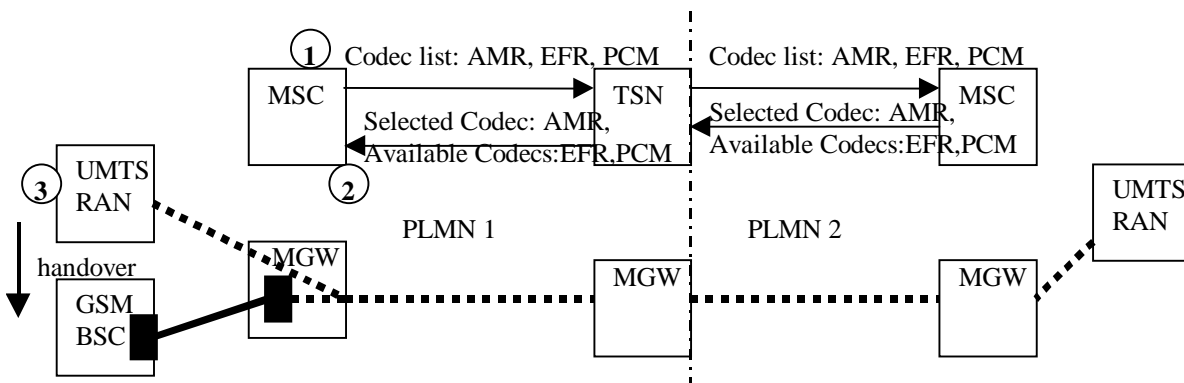 1
Codec list: AMR, EFR, PCM
Codec list: AMR, EFR, PCM
MSC
TSN
MSC
Selected Codec: AMR,
Available Codecs:EFR,PCM
Selected Codec: AMR,
Available Codecs:EFR,PCM
3
UMTS
RAN
2
UMTS
RAN
PLMN 1
PLMN 2
handover
MGW
MGW
MGW
GSM
BSC